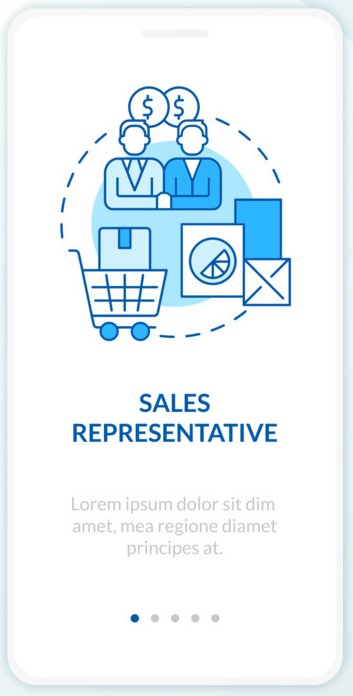 $ $
SALES
REPRESENTATIVE
Lorem ipsum dolor sit dim
amet, mea regione diamet
principes at.